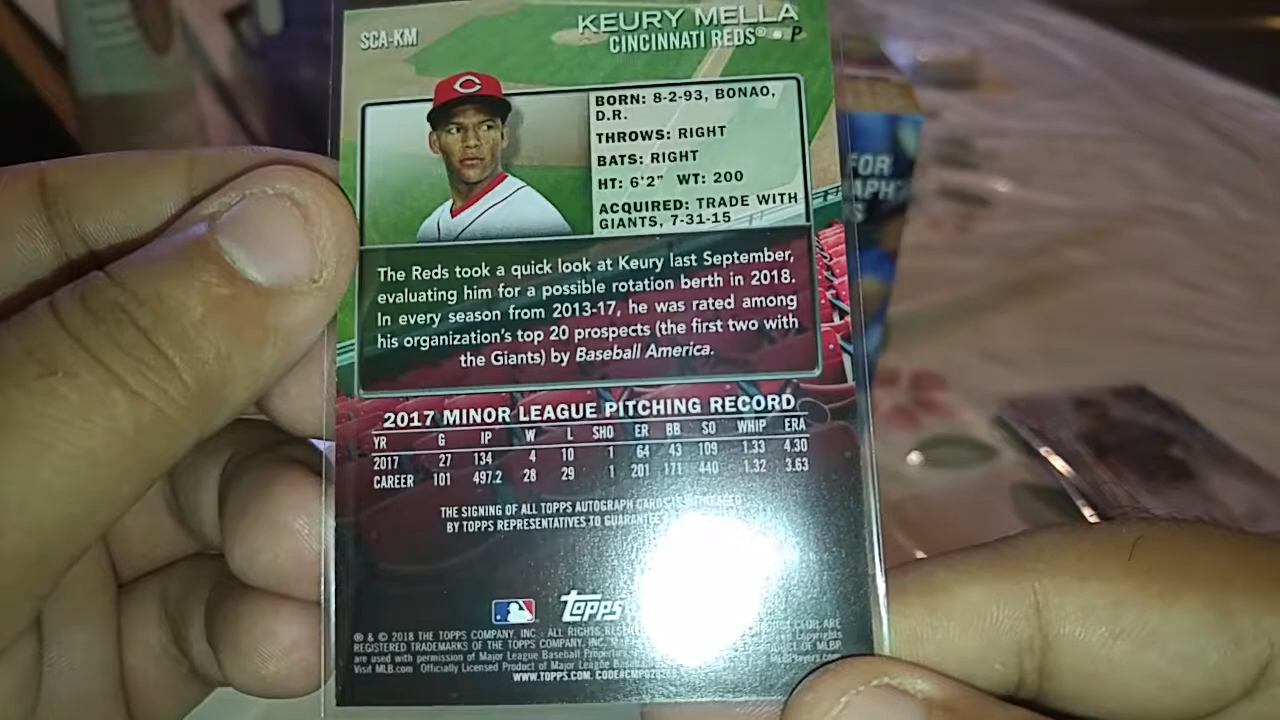 SCA-KM
KEURY MELLA
CINCINNATI REDS® • P
BORN: 8-2-93, BONAO,
D.R.
THROWS: RIGHT
BATS: RIGHT
HT: 6'2" WT: 200
ACQUIRED: TRADE WITH
GIANTS, 7-31-15
The Reds took a quick look at Keury last September,
evaluating him for a possible rotation berth in 2018.
In every season from 2013-17, he was rated among
his organization's top 20 prospects (the first two with
the Giants) by Baseball America.
2017 MINOR LEAGUE PITCHING RECORD
YR G IP W L SHO ER BB SO WHIP ERA
2017 27 134 4 10 1 64 43 109 1.33 4.30
CAREER 101 497.2 28 29 1 201 171 440 1.32 3.63
THE SIGNING OF ALL TOPPS AUTOGRAPH CARDS IS WITNESSED
BY TOPPS REPRESENTATIVES TO GUARANTEE
topps
® & © 2018 THE TOPPS COMPANY, INC. ALL RIGHTS
REGISTERED TRADEMARKS OF THE TOPPS COMPANY, INC.
are used with permission of Major League Baseball
Visit MLB.com Officially Licensed Product of Major League
ARE
Copyrights
PRODUCT OF MLBP
MLBPlayers.com
WWW.TOPPS.COM.
FOR